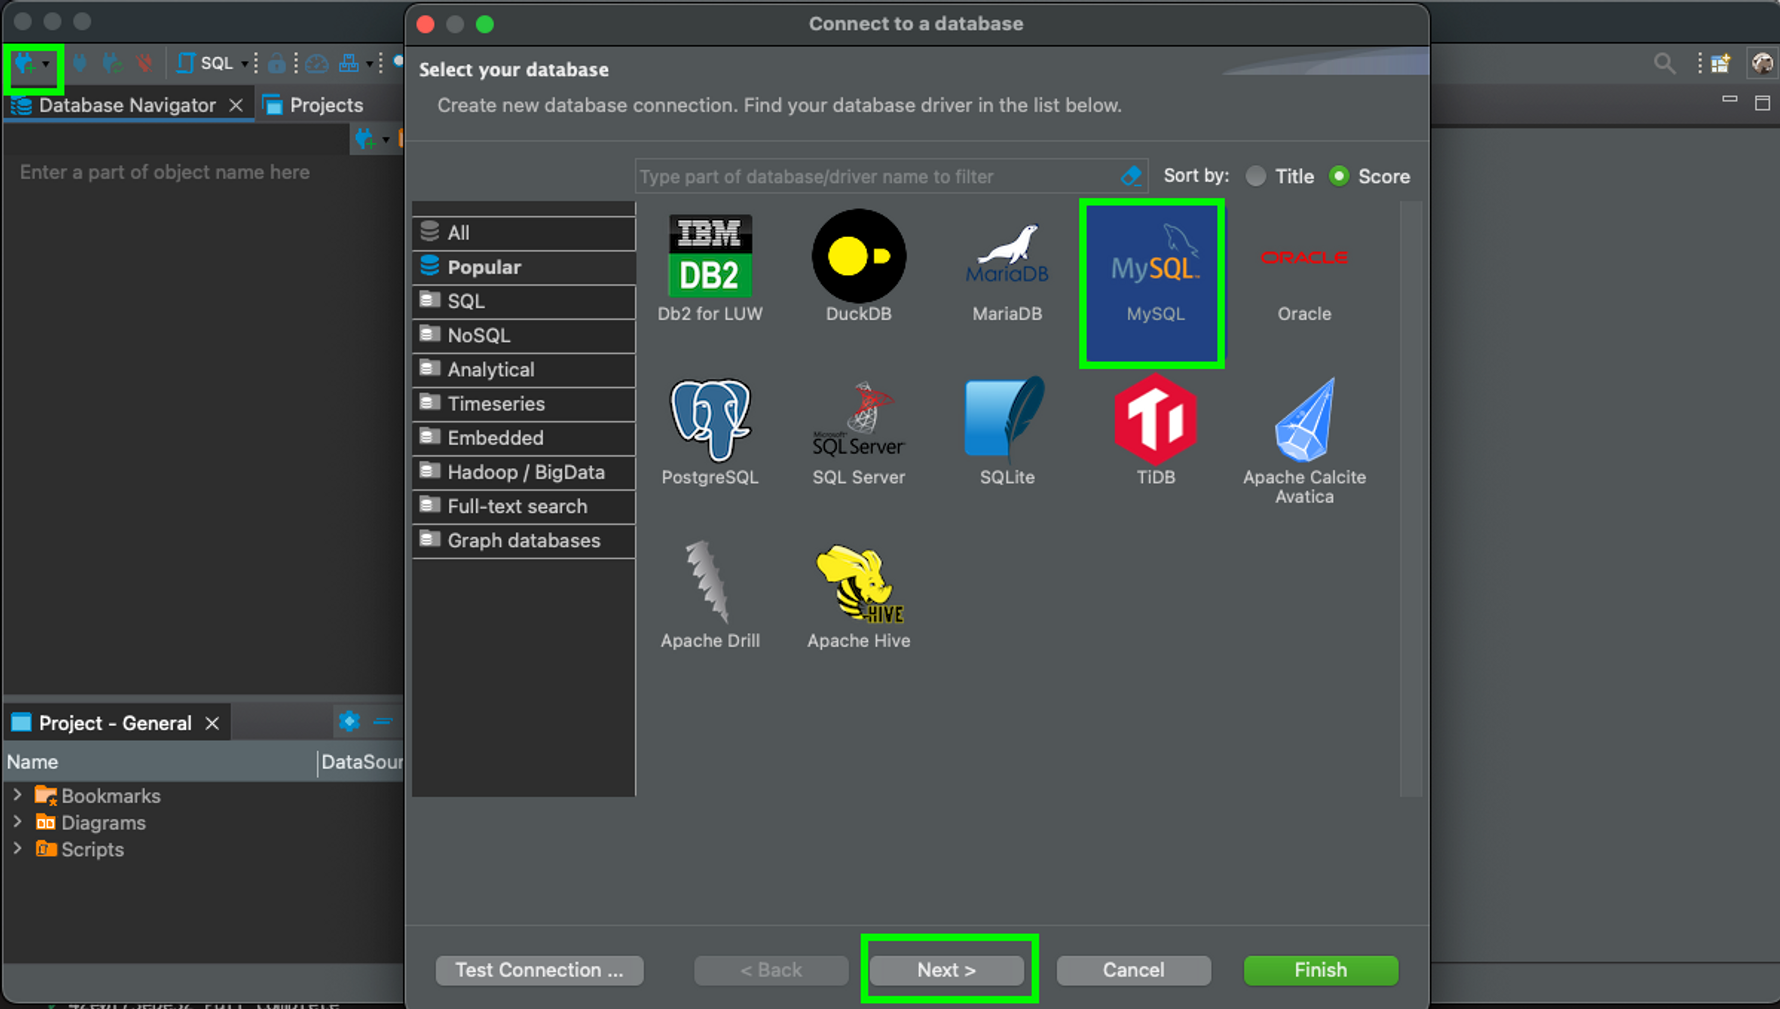 Connect to a database
SQL
Select your database
Create new database connection. Find your database driver in the list below.
Database Navigator
Projects
Enter a part of object name here
Type part of database/driver name to filter
Sort by:
Title
Score
All
Popular
SQL
NoSQL
Analytical
Timeseries
Embedded
Hadoop / BigData
Full-text search
Graph databases
IBM
DB2
Db2 for LUW
DuckDB
MariaDB
MariaDB
MySQL
MySQL
ORACLE
Oracle
PostgreSQL
Microsoft
SQL Server
SQL Server
SQLite
TiDB
Apache Calcite
Avatica
Apache Drill
HIVE
Apache Hive
Project - General
Name
DataSour
Bookmarks
Diagrams
Scripts
Test Connection ...
< Back
Next >
Cancel
Finish